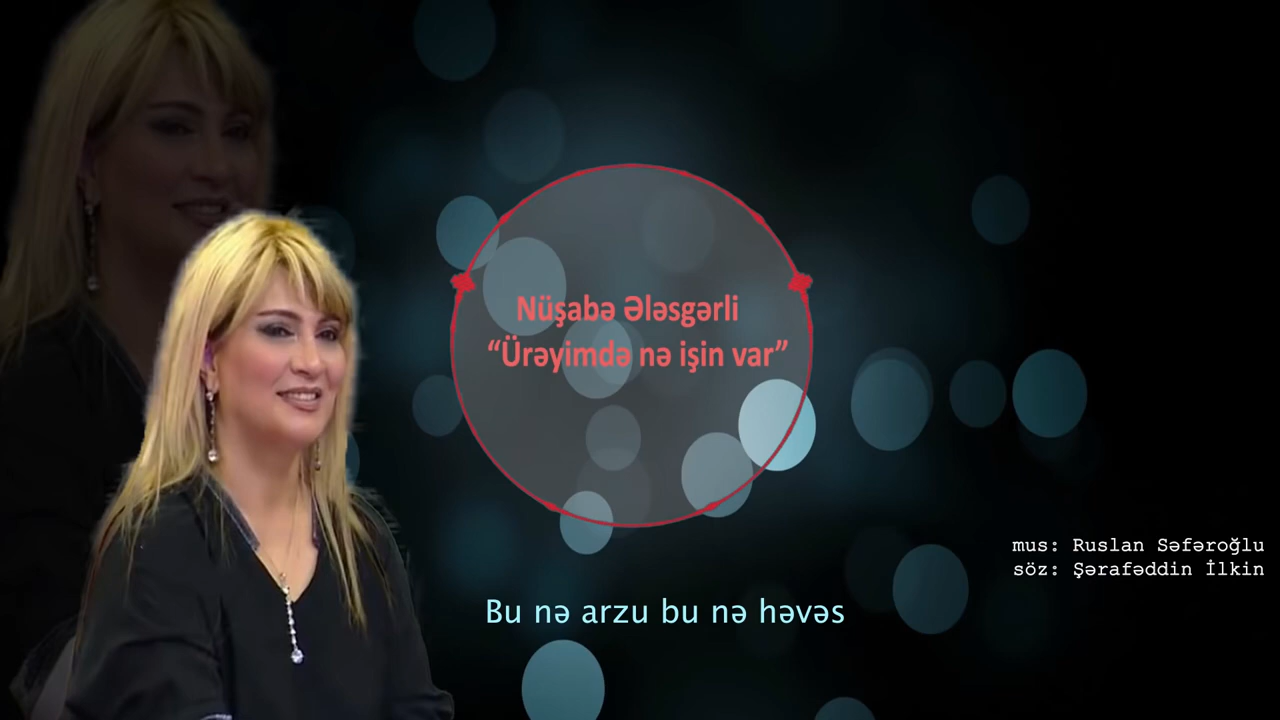 Nüşabə Ələsgərli
“Ürəyimdə nə işin var”
mus: Ruslan Səfəroğlu
söz: Şərafəddin İlkin
Bu nə arzu bu nə həvəs